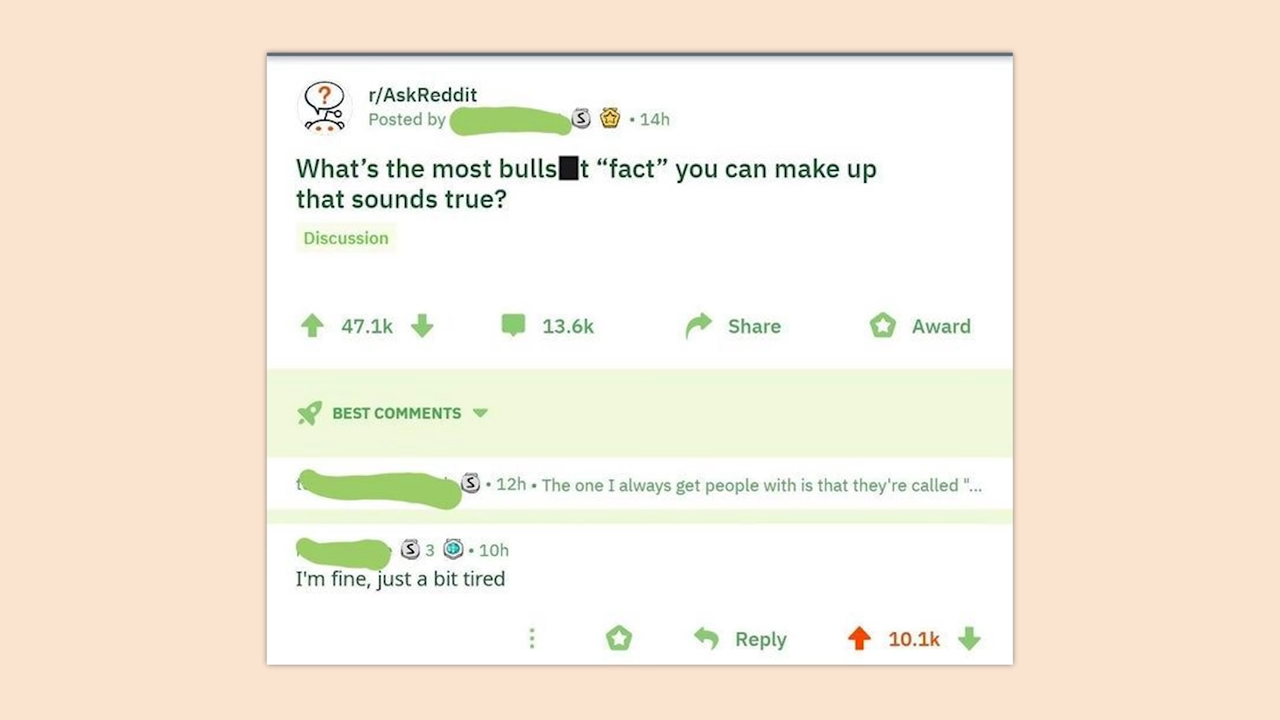 r/AskReddit
Posted by • 14h
What's the most bulls t “fact” you can make up
that sounds true?
Discussion
47.1k 13.6k Share Award
BEST COMMENTS
• 12h • The one I always get people with is that they're called "...
3 • 10h
I'm fine, just a bit tired
Reply 10.1k